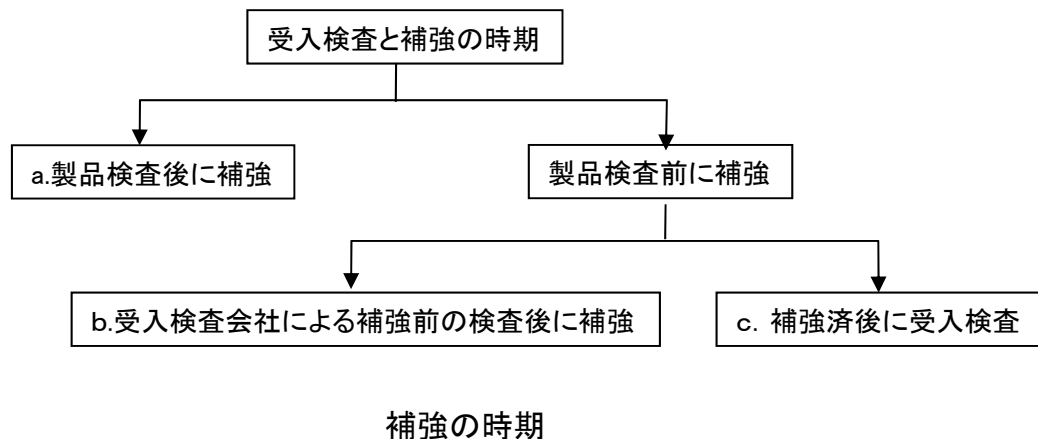 受入検査と補強の時期
a.製品検査後に補強
製品検査前に補強
b.受入検査会社による補強前の検査後に補強
c. 補強済後に受入検査
補強の時期